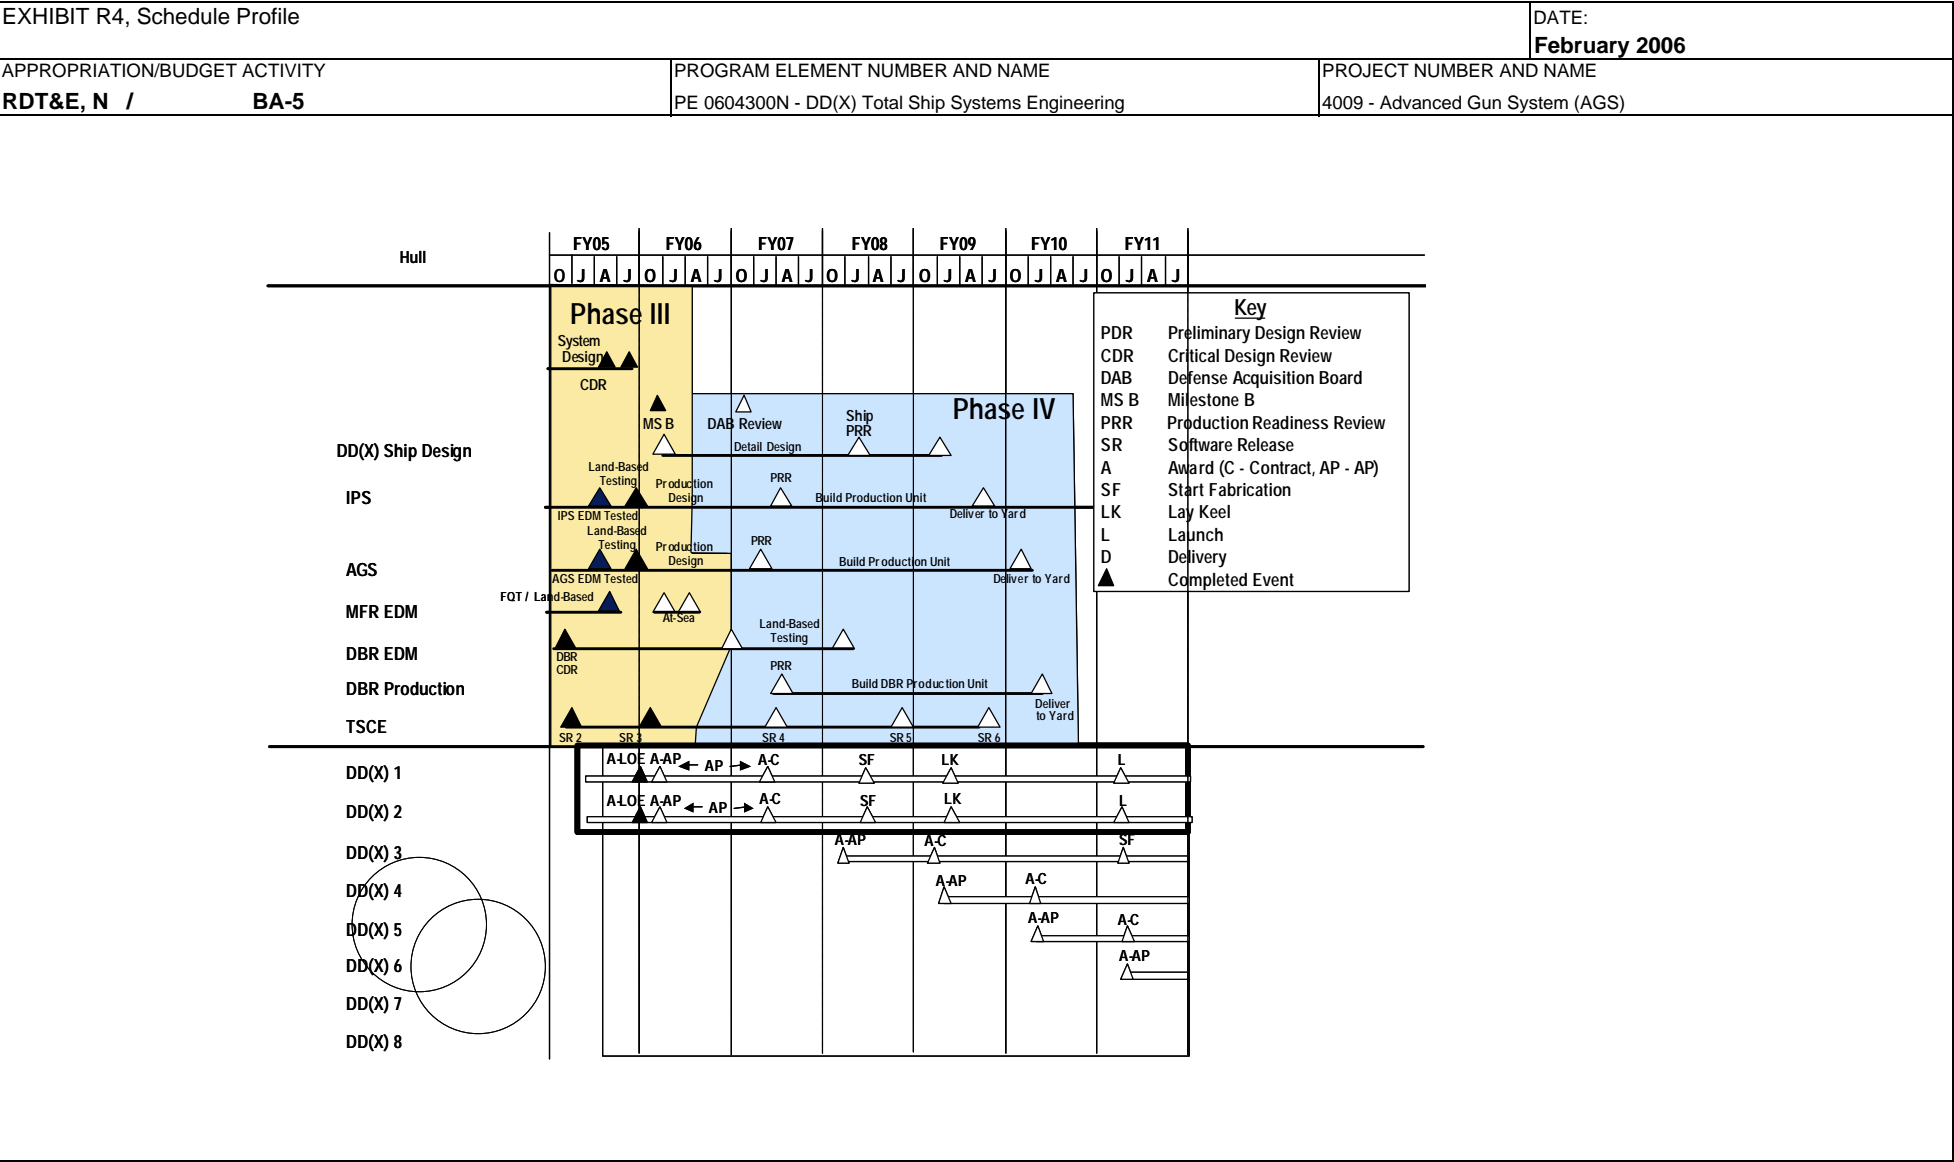 EXHIBIT R4, Schedule Profile
DATE:
February 2006
APPROPRIATION/BUDGET ACTIVITY
PROGRAM ELEMENT NUMBER AND NAME
PROJECT NUMBER AND NAME
RDT&E, N / BA-5
PE 0604300N - DD(X) Total Ship Systems Engineering
4009 - Advanced Gun System (AGS)
Hull
FY05 FY06 FY07 FY08 FY09 FY10 FY11
O J A J O J A J O J A J O J A J O J A J O J A J O J A J
Phase III
System
Design
CDR
MS B
DAB Review
Ship
PRR
Phase IV
Key
PDR Preliminary Design Review
CDR Critical Design Review
DAB Defense Acquisition Board
MS B Milestone B
PRR Production Readiness Review
SR Software Release
A Award (C - Contract, AP - AP)
SF Start Fabrication
LK Lay Keel
L Launch
D Delivery
Completed Event
DD(X) Ship Design
Detail Design
IPS
Land-Based
Testing
Production
Design
PRR
Build Production Unit
IPS EDM Tested
Deliver to Yard
AGS
Land-Based
Testing
Production
Design
PRR
Build Production Unit
AGS EDM Tested
Deliver to Yard
MFR EDM
FQT / Land-Based
At-Sea
DBR EDM
DBR
CDR
Land-Based
Testing
DBR Production
PRR
Build DBR Production Unit
Deliver
to Yard
TSCE
SR 2 SR 3 SR 4 SR 5 SR 6
DD(X) 1
A-LOE A-AP AP A-C SF LK L
DD(X) 2
A-LOE A-AP AP A-C SF LK L
DD(X) 3
A-AP A-C SF
DD(X) 4
A-AP A-C
DD(X) 5
A-AP A-C
DD(X) 6
A-AP
DD(X) 7
DD(X) 8